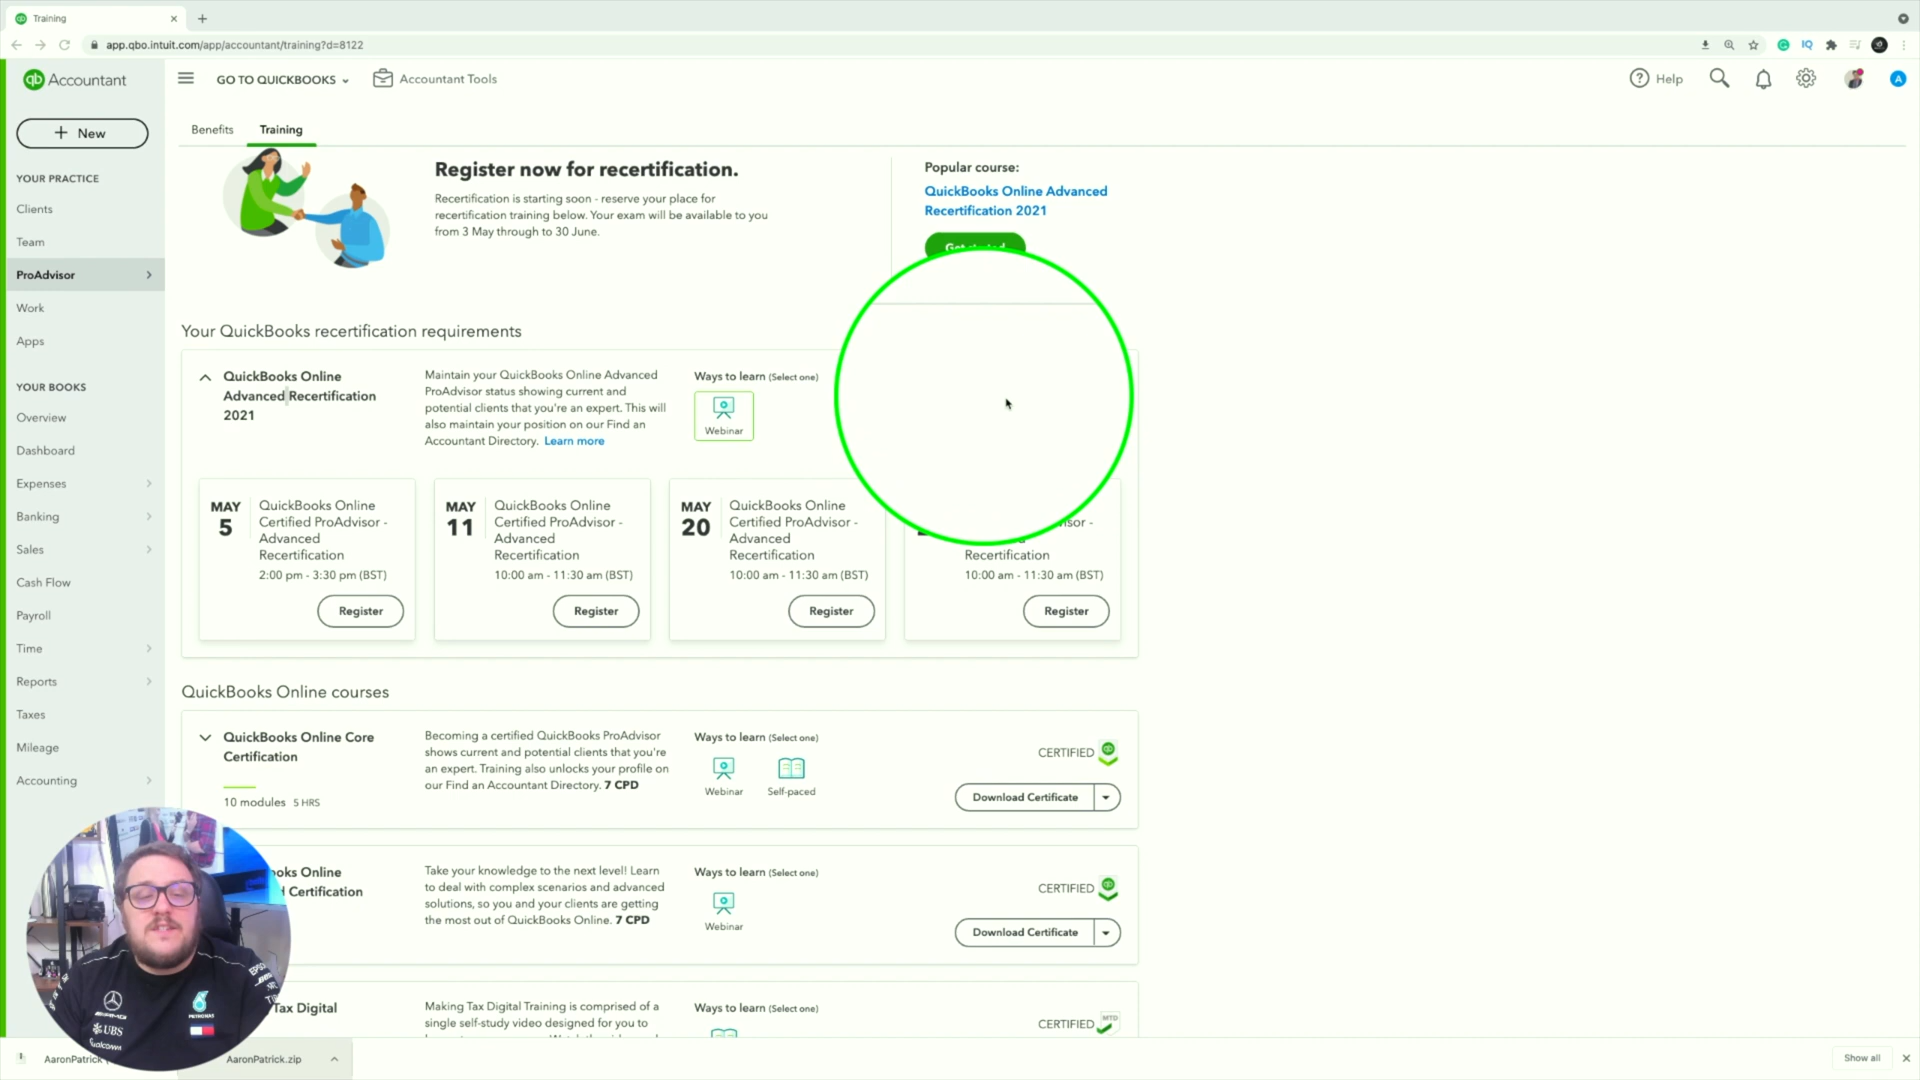 Training
app.qbo.intuit.com/app/accountant/training?d=8122
IQ
qb Accountant
GO TO QUICKBOOKS
Accountant Tools
Help
A
+ New
YOUR PRACTICE
Clients
Team
ProAdvisor
Work
Apps
YOUR BOOKS
Overview
Dashboard
Expenses
Banking
Sales
Cash Flow
Payroll
Time
Reports
Taxes
Mileage
Accounting
Benefits
Training
Register now for recertification.
Recertification is starting soon - reserve your place for
recertification training below. Your exam will be available to you
from 3 May through to 30 June.
Popular course:
QuickBooks Online Advanced
Recertification 2021
Your QuickBooks recertification requirements
QuickBooks Online
Advanced Recertification
2021
Maintain your QuickBooks Online Advanced
ProAdvisor status showing current and
potential clients that you're an expert. This will
also maintain your position on our Find an
Accountant Directory. Learn more
Ways to learn (Select one)
Webinar
MAY
5
QuickBooks Online
Certified ProAdvisor -
Advanced
Recertification
2:00 pm - 3:30 pm (BST)
Register
MAY
11
QuickBooks Online
Certified ProAdvisor -
Advanced
Recertification
10:00 am - 11:30 am (BST)
Register
MAY
20
QuickBooks Online
Certified ProAdvisor -
Advanced
Recertification
10:00 am - 11:30 am (BST)
Register
Recertification
10:00 am - 11:30 am (BST)
Register
QuickBooks Online courses
QuickBooks Online Core
Certification
10 modules 5 HRS
Becoming a certified QuickBooks ProAdvisor
shows current and potential clients that you're
an expert. Training also unlocks your profile on
our Find an Accountant Directory. 7 CPD
Ways to learn (Select one)
Webinar
Self-paced
CERTIFIED
Download Certificate
Online
Certification
Take your knowledge to the next level! Learn
to deal with complex scenarios and advanced
solutions, so you and your clients are getting
the most out of QuickBooks Online. 7 CPD
Ways to learn (Select one)
Webinar
CERTIFIED
Download Certificate
Tax Digital
Making Tax Digital Training is comprised of a
single self-study video designed for you to
Ways to learn (Select one)
CERTIFIED
MTD
AMG
PETRONAS
UBS
Qualcomm
EPSON
AaronPatrick
AaronPatrick.zip
Show all